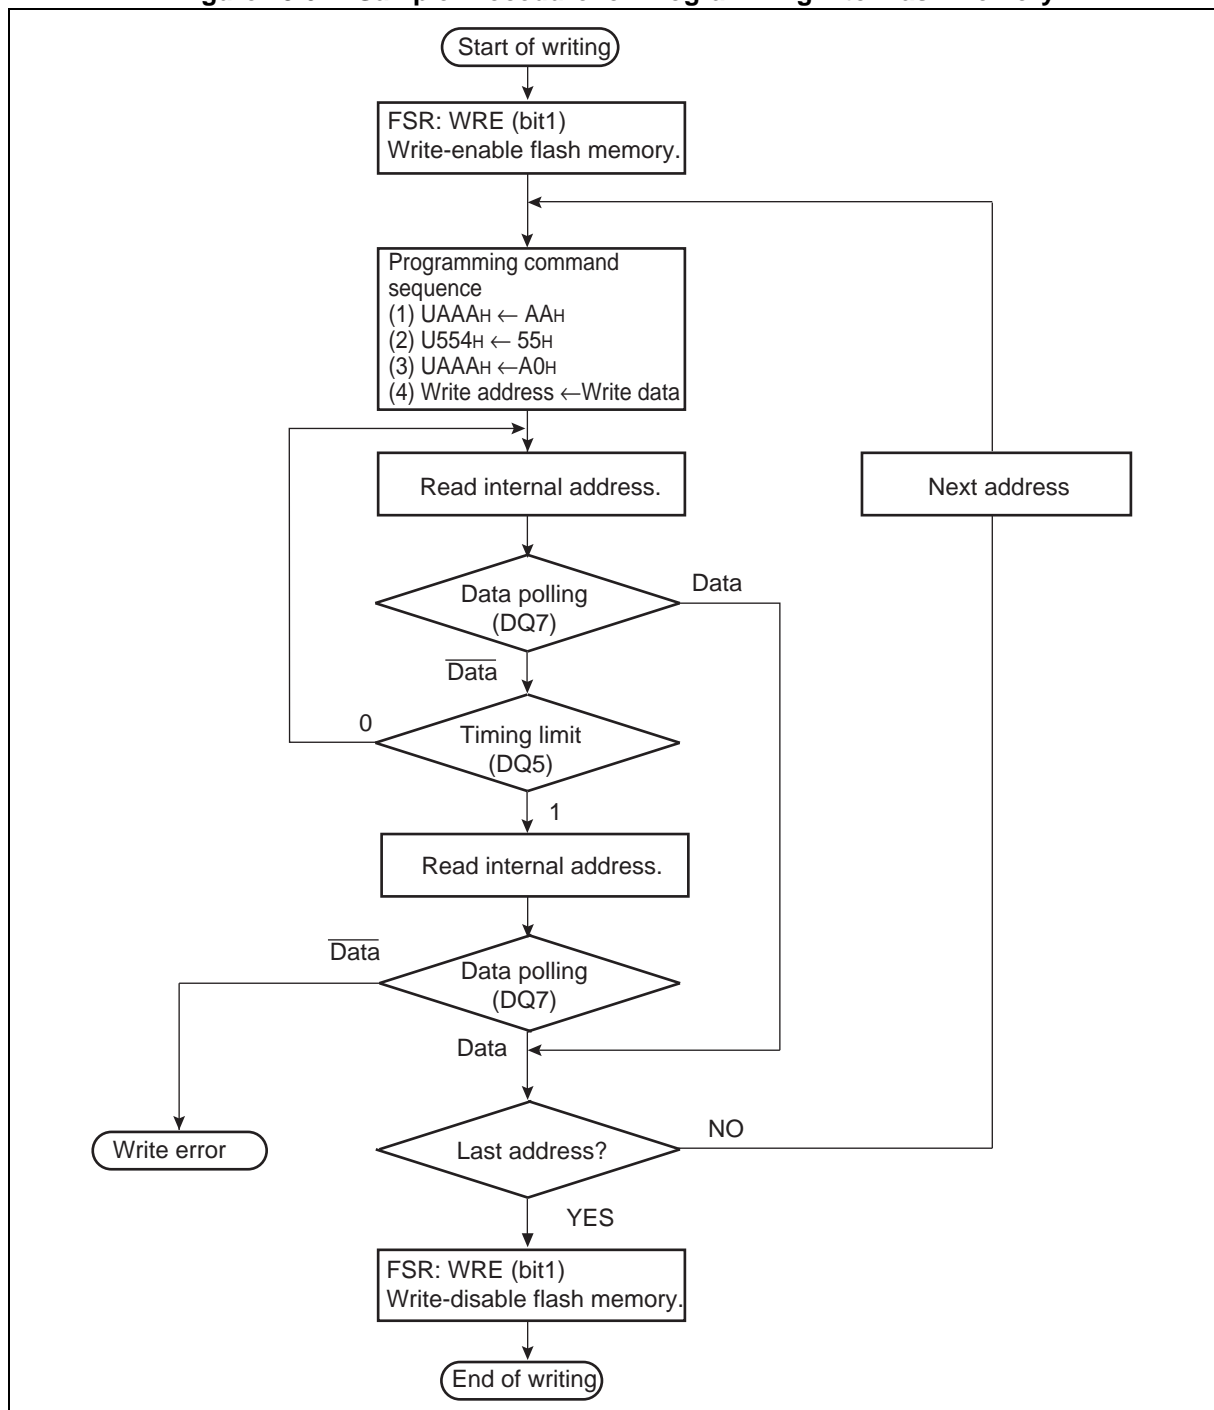 Start of writing
FSR: WRE (bit1)
Write-enable flash memory.
Programming command
sequence
(1) UAAAH ← AAH
(2) U554H ← 55H
(3) UAAAH ←A0H
(4) Write address ←Write data
Read internal address.
Next address
Data polling
(DQ7)
Data
Data
0
Timing limit
(DQ5)
1
Read internal address.
Data
Data polling
(DQ7)
Data
Write error
Last address?
NO
YES
FSR: WRE (bit1)
Write-disable flash memory.
End of writing